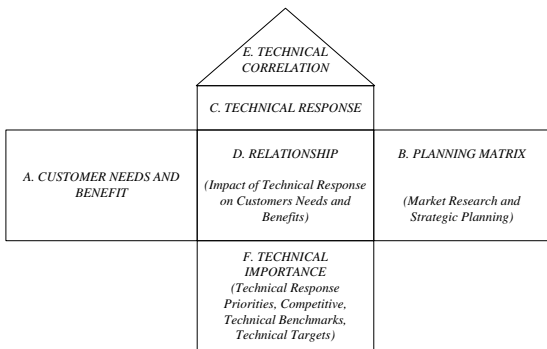 E. TECHNICAL
CORRELATION
C. TECHNICAL RESPONSE
A. CUSTOMER NEEDS AND
BENEFIT
D. RELATIONSHIP
(Impact of Technical Response
on Customers Needs and
Benefits)
B. PLANNING MATRIX
(Market Research and
Strategic Planning)
F. TECHNICAL
IMPORTANCE
(Technical Response
Priorities, Competitive,
Technical Benchmarks,
Technical Targets)